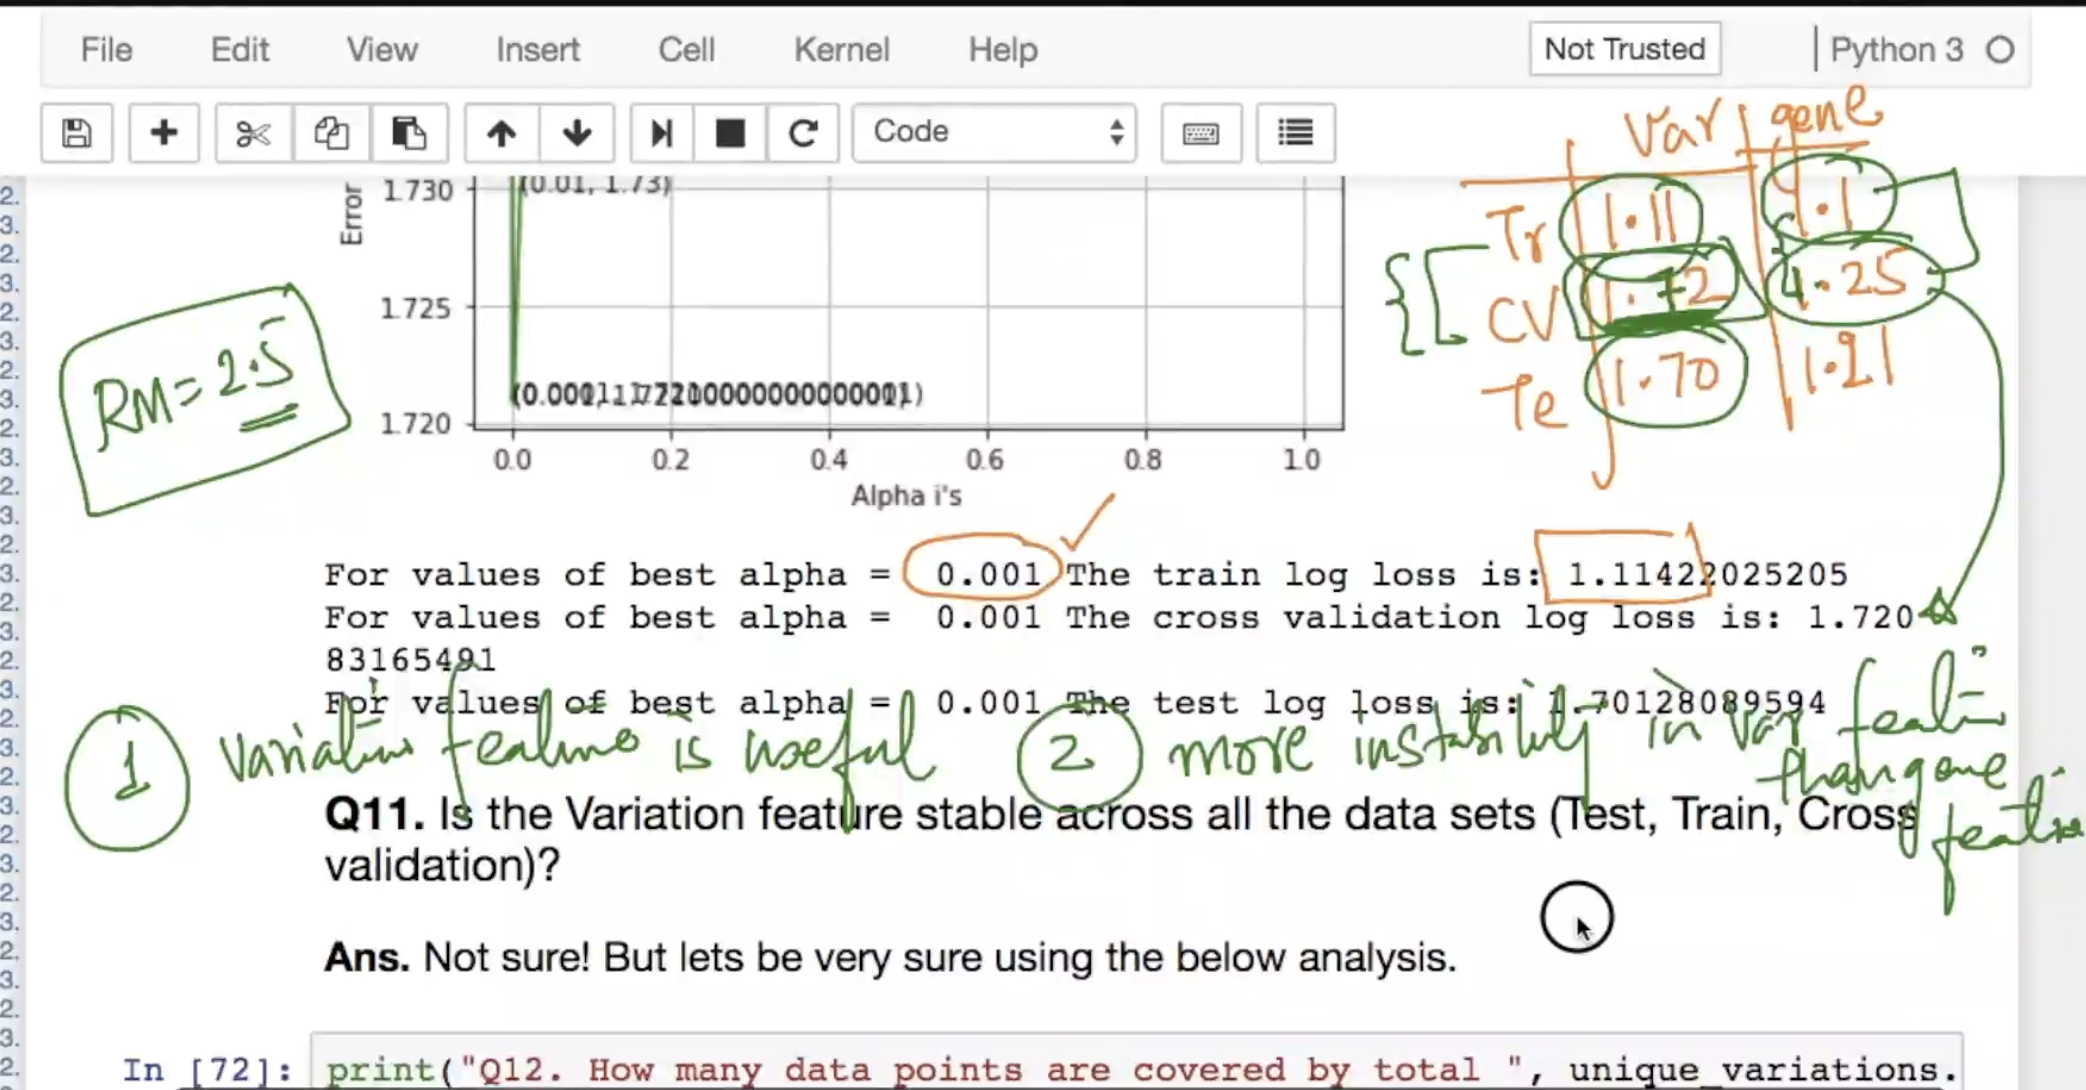 File Edit View Insert Cell Kernel Help Not Trusted Python 3
Code
Var gene
Tr 1.11 1.1
CV 1.72 1.25
Te 1.70 1.21
RM = 2.5
Error
1.730
(0.01, 1.73)
1.725
1.720
0.0 0.2 0.4 0.6 0.8 1.0
Alpha i's
For values of best alpha = 0.001 The train log loss is: 1.11422025205
For values of best alpha = 0.001 The cross validation log loss is: 1.720
83165491
For values of best alpha = 0.001 The test log loss is: 1.70128089594
1 variation feature is useful 2 more instability in var feature
than gene
feature
Q11. Is the Variation feature stable across all the data sets (Test, Train, Cross
validation)?
Ans. Not sure! But lets be very sure using the below analysis.
In [72]: print("Q12. How many data points are covered by total ", unique_variations.